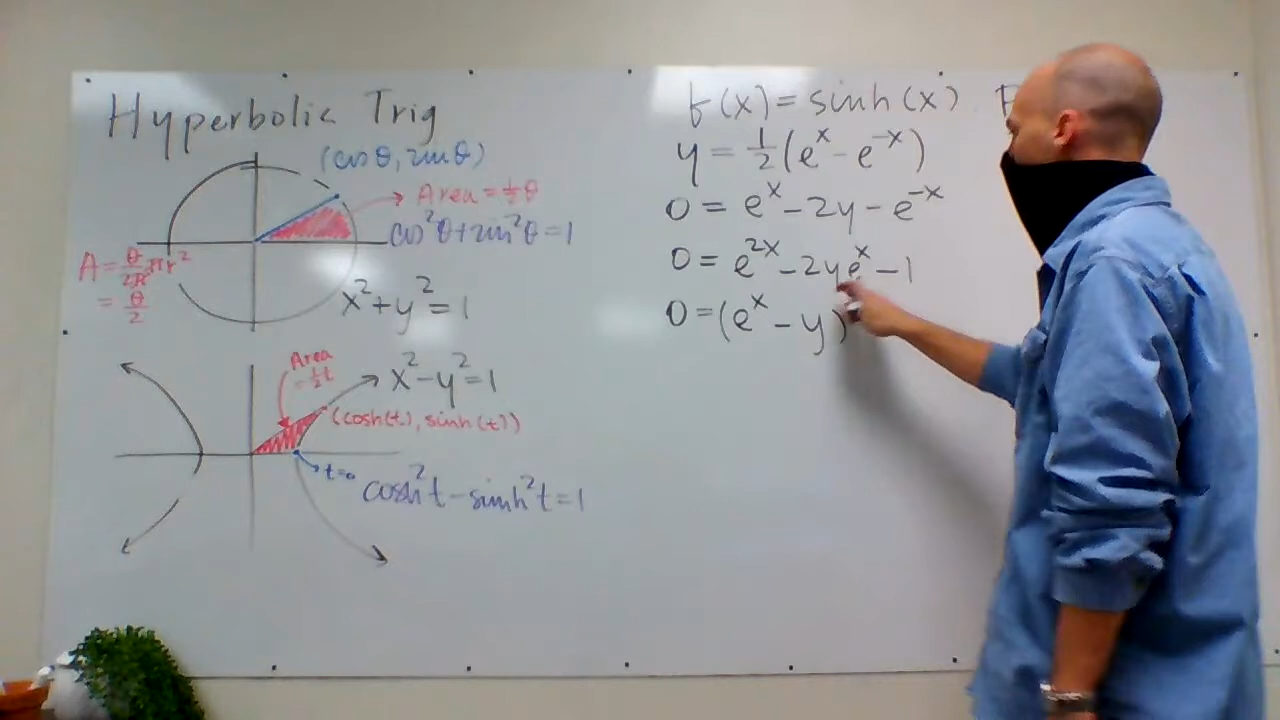 Hyperbolic Trig
(cos θ, sin θ)
Area = ½θ
cos²θ + sin²θ = 1
A = θ/2π πr²
= θ/2
x² + y² = 1
Area
= ½t
x² - y² = 1
(cosh(t), sinh(t))
t=0
cosh²t - sinh²t = 1
f(x) = sinh(x)
y = ½(eˣ - e⁻ˣ)
0 = eˣ - 2y - e⁻ˣ
0 = e²ˣ - 2yeˣ - 1
0 = (eˣ - y)